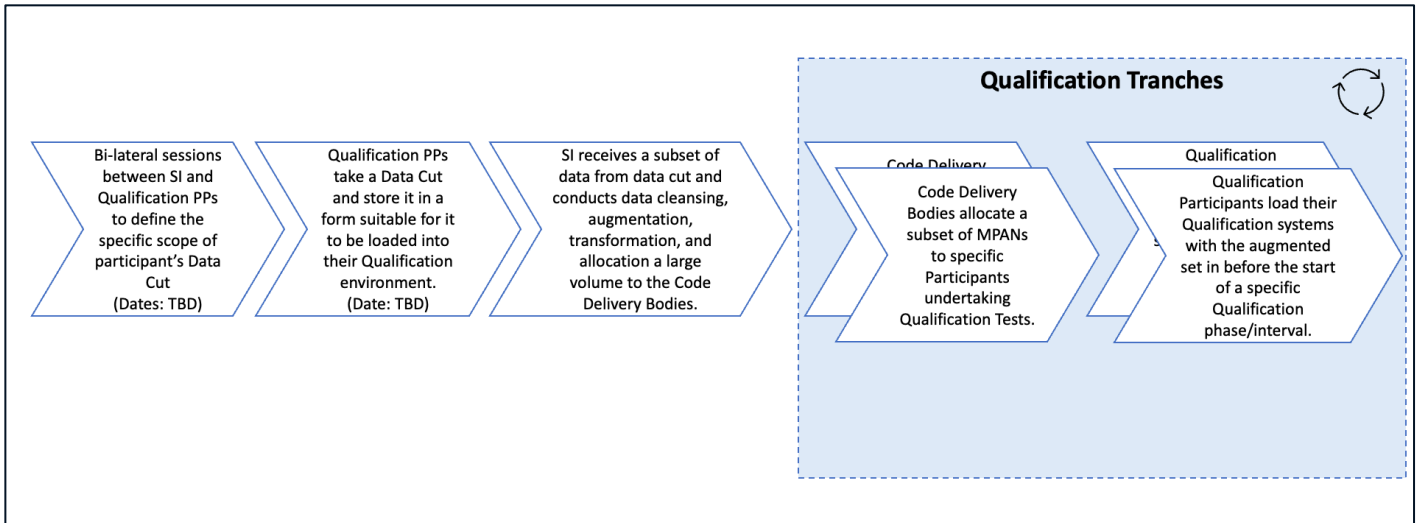 Qualification Tranches
Bi-lateral sessions
between SI and
Qualification PPs
to define the
specific scope of
participant's Data
Cut
(Dates: TBD)
Qualification PPs
take a Data Cut
and store it in a
form suitable for it
to be loaded into
their Qualification
environment.
(Date: TBD)
SI receives a subset of
data from data cut and
conducts data cleansing,
augmentation,
transformation, and
allocation a large
volume to the Code
Delivery Bodies.
Code Delivery
Code Delivery
Bodies allocate a
subset of MPANs
to specific
Participants
undertaking
Qualification Tests.
Qualification
Qualification
Participants load their
Qualification systems
with the augmented
set in before the start
of a specific
Qualification
phase/interval.